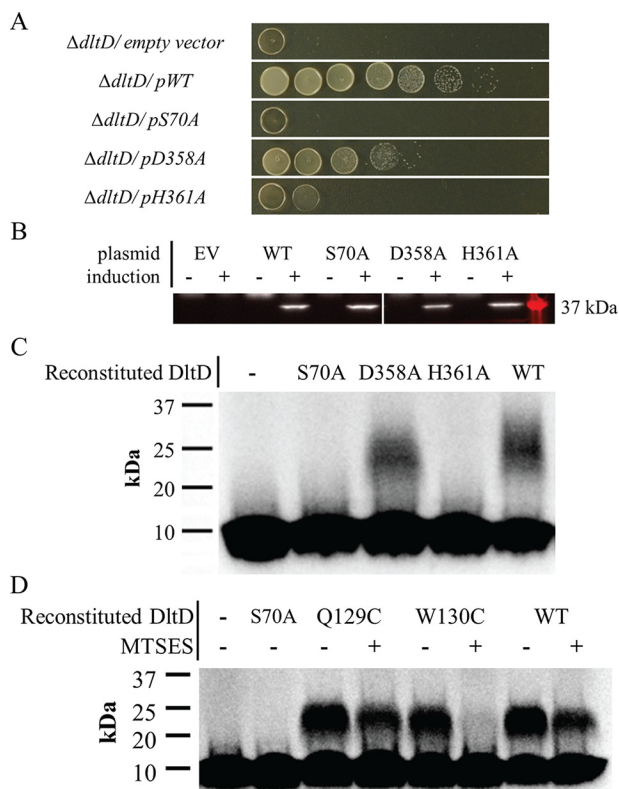 A
ΔdltD/ empty vector
ΔdltD/ pWT
ΔdltD/ pS70A
ΔdltD/ pD358A
ΔdltD/ pH361A
B
plasmid EV WT S70A D358A H361A
induction - + - + - + - + - +
37 kDa
C
Reconstituted DltD - S70A D358A H361A WT
37
25
20
10
kDa
D
Reconstituted DltD - S70A Q129C W130C WT
MTSES - - - + - + - +
37
25
20
10
kDa